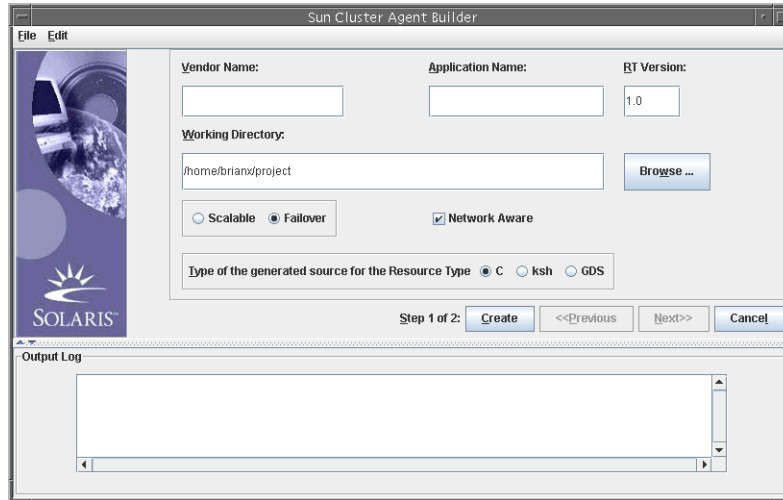 Sun Cluster Agent Builder
File Edit
Vendor Name: Application Name: RT Version:
1.0
Working Directory:
/home/brianx/project Browse ...
Scalable Failover Network Aware
Type of the generated source for the Resource Type C ksh GDS
SOLARIS™
Step 1 of 2: Create <<Previous Next>> Cancel
Output Log